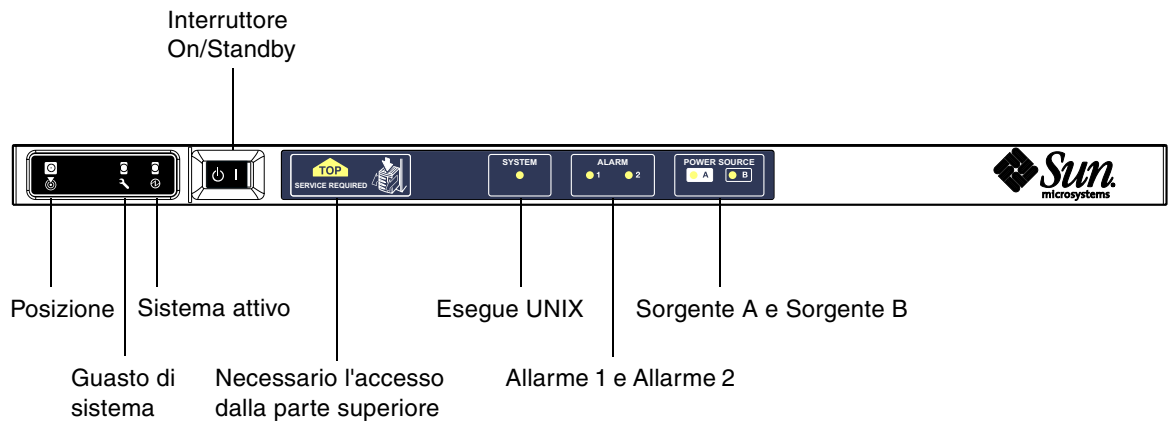 Interruttore
On/Standby
TOP
SERVICE REQUIRED
SYSTEM
ALARM
1 2
POWER SOURCE
A B
Sun.
microsystems
Posizione
Sistema attivo
Esegue UNIX
Sorgente A e Sorgente B
Guasto di
sistema
Necessario l'accesso
dalla parte superiore
Allarme 1 e Allarme 2